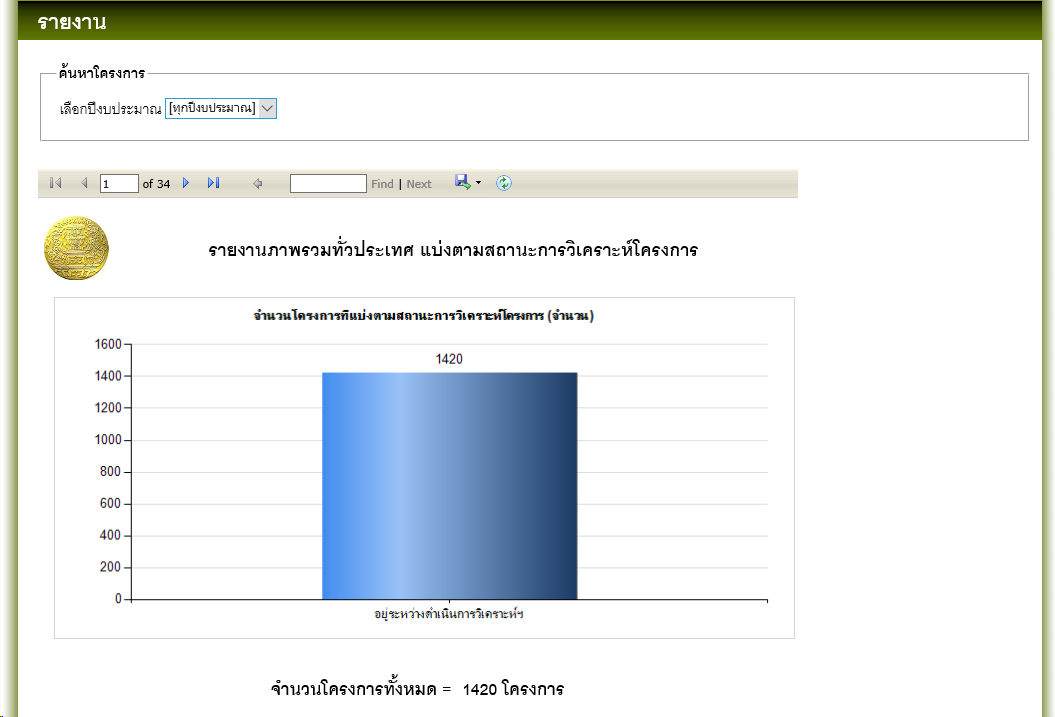 รายงาน
ค้นหาโครงการ
เลือกปีงบประมาณ [ทุกปีงบประมาณ]
1 of 34 Find | Next
รายงานภาพรวมทั่วประเทศ แบ่งตามสถานะการวิเคราะห์โครงการ
จำนวนโครงการที่แบ่งตามสถานะการวิเคราะห์โครงการ (จำนวน)
1600
1420
1400
1200
1000
800
600
400
200
0
อยู่ระหว่างดำเนินการวิเคราะห์ฯ
จำนวนโครงการทั้งหมด = 1420 โครงการ